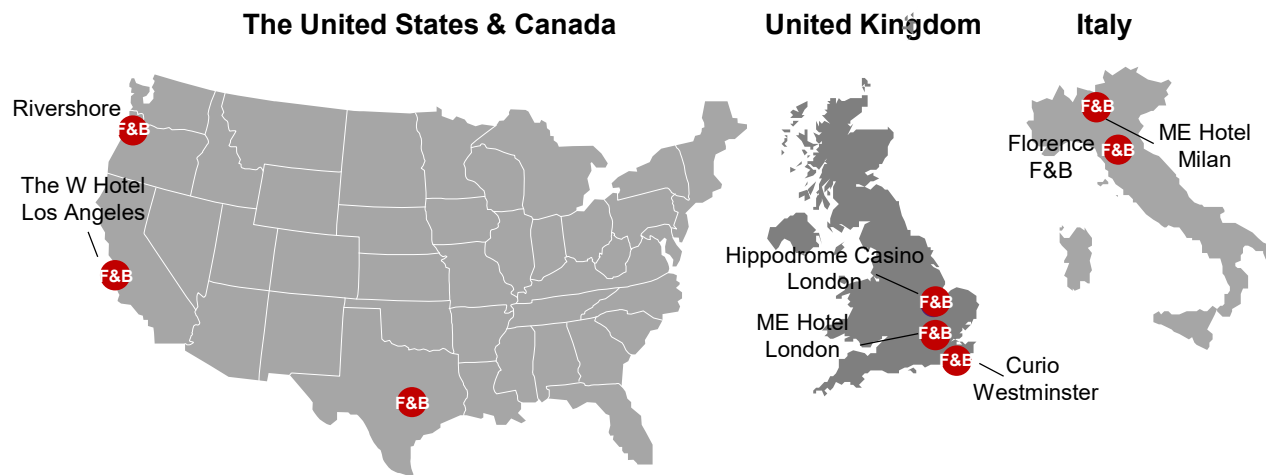 The United States & Canada
Rivershore
F&B
The W Hotel
Los Angeles
F&B
F&B
United Kingdom
Hippodrome Casino
London
F&B
ME Hotel
London
F&B
F&B
Curio
Westminster
Italy
F&B
ME Hotel
Milan
Florence
F&B
F&B